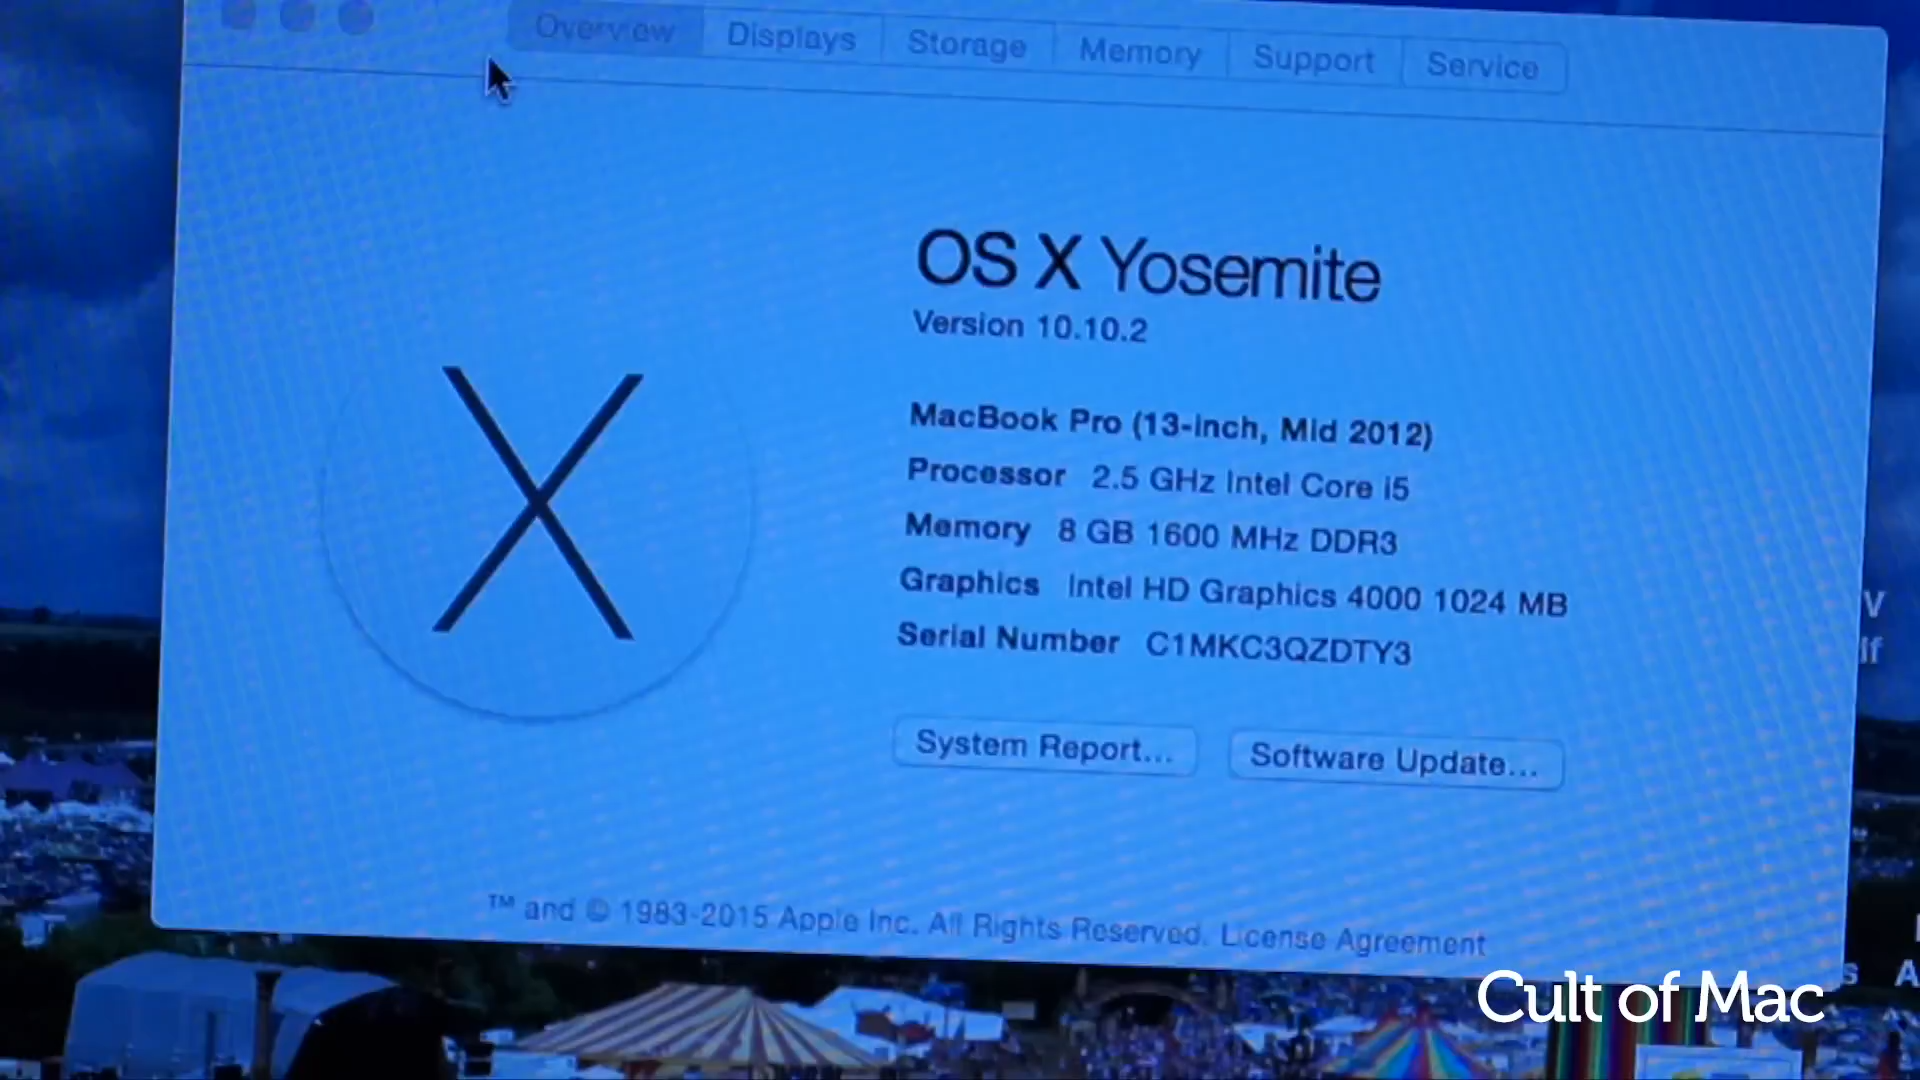 Overview Displays Storage Memory Support Service
OS X Yosemite
Version 10.10.2
MacBook Pro (13-inch, Mid 2012)
Processor 2.5 GHz Intel Core i5
Memory 8 GB 1600 MHz DDR3
Graphics Intel HD Graphics 4000 1024 MB
Serial Number C1MKC3QZDTY3
System Report... Software Update...
™ and © 1983-2015 Apple Inc. All Rights Reserved. License Agreement
Cult of Mac